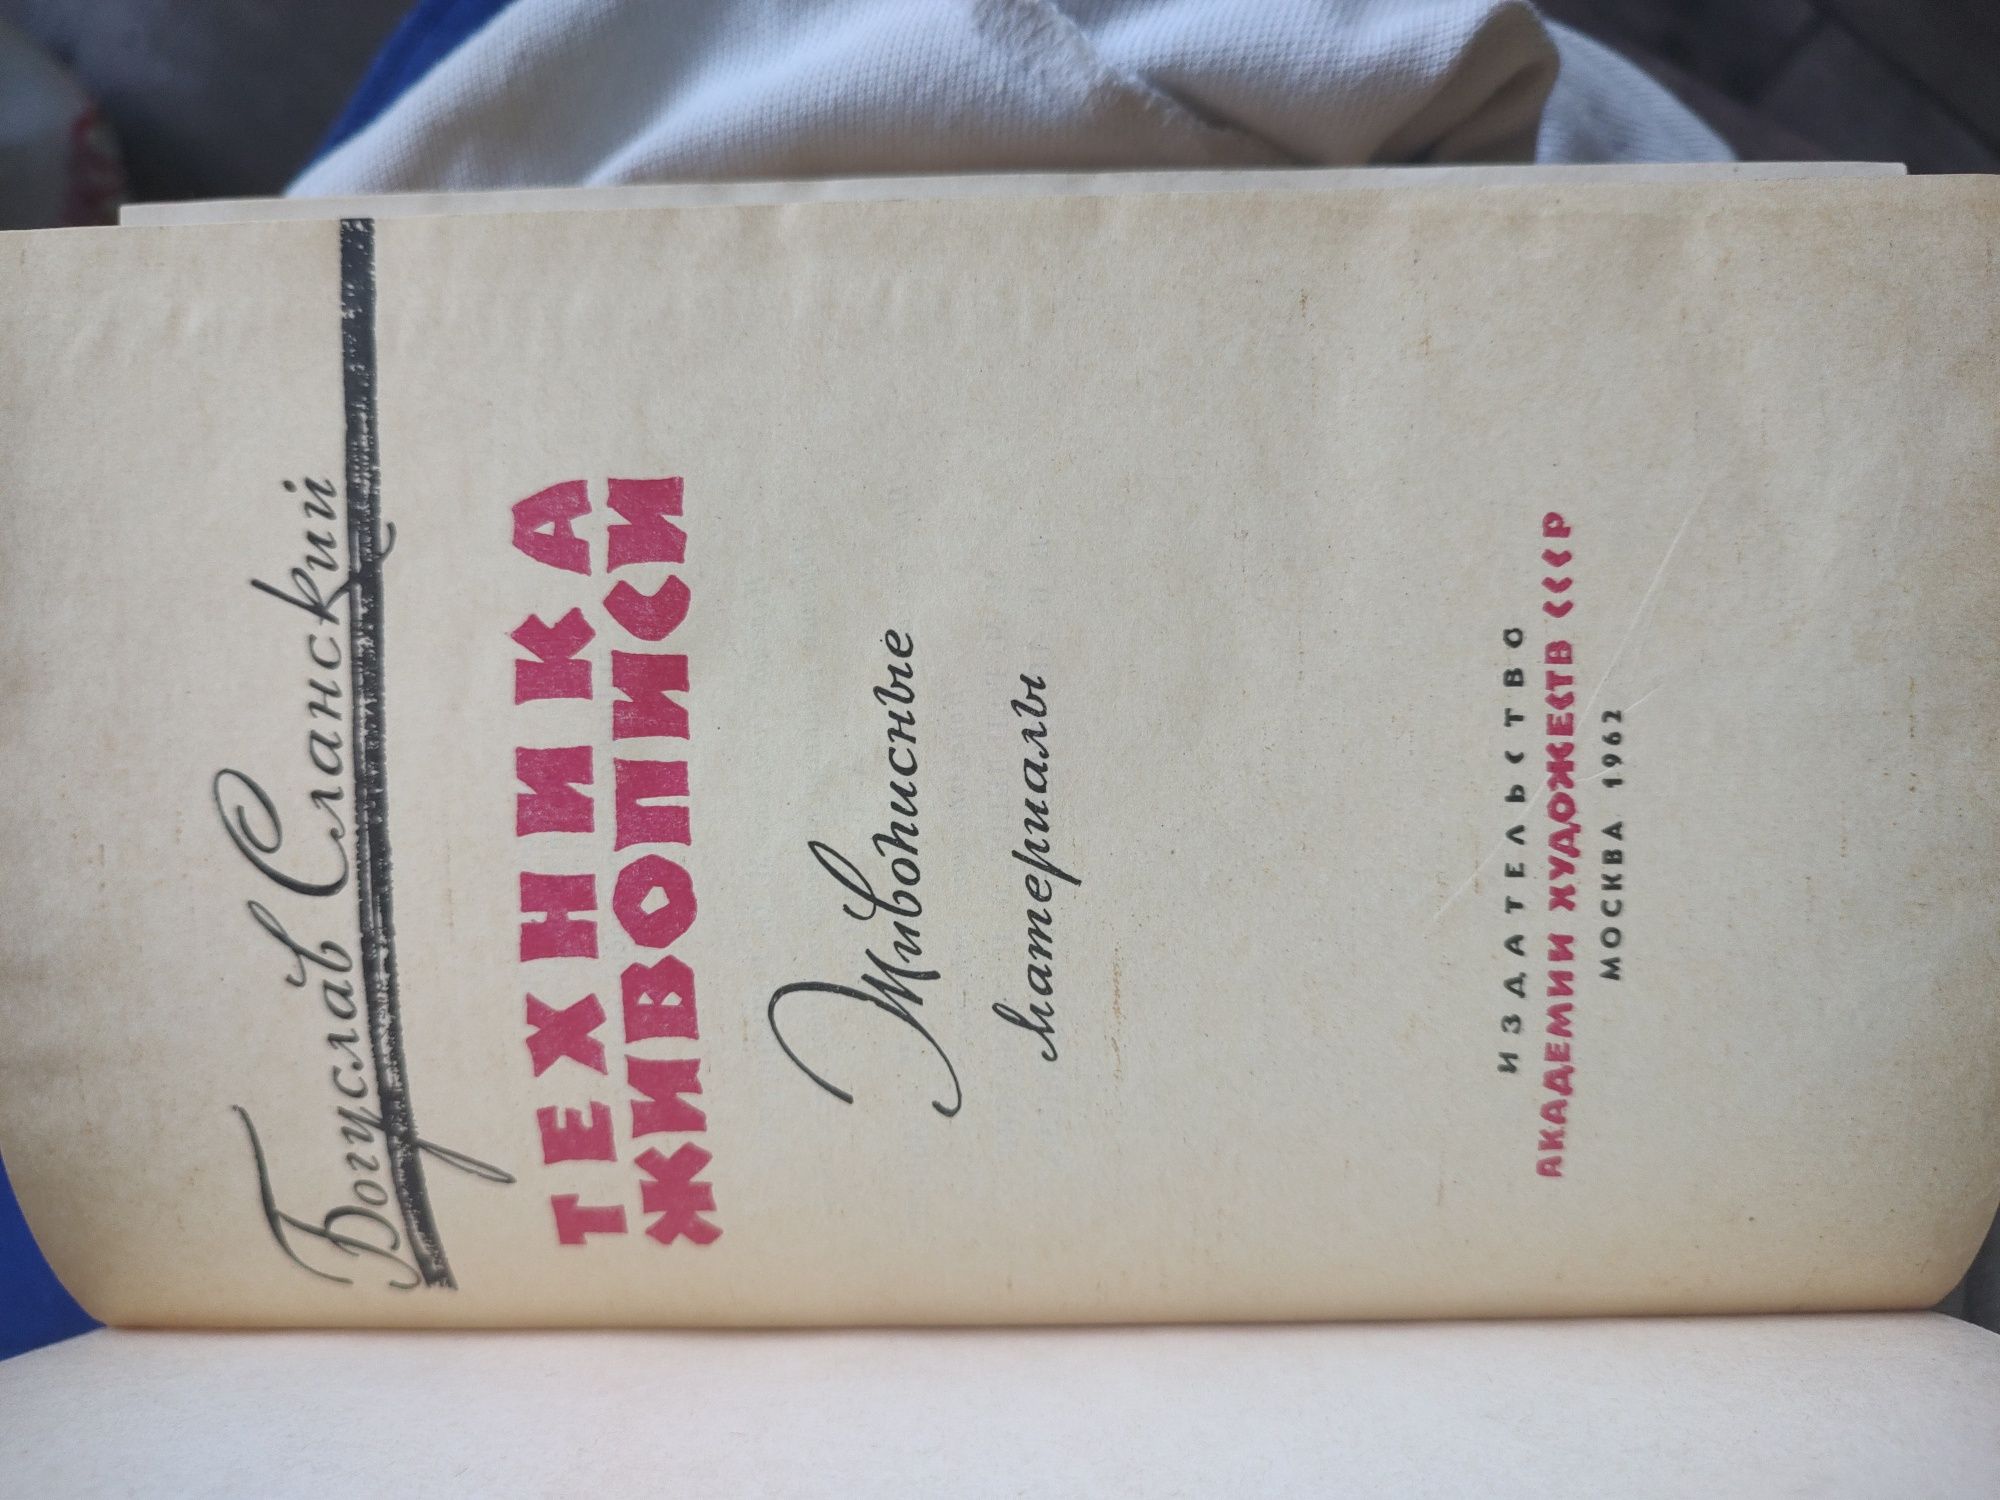 Богуслав Сланский
ТЕХНИКА
ЖИВОПИСИ
Живописные
материалы
ИЗДАТЕЛЬСТВО
АКАДЕМИИ ХУДОЖЕСТВ СССР
МОСКВА 1962